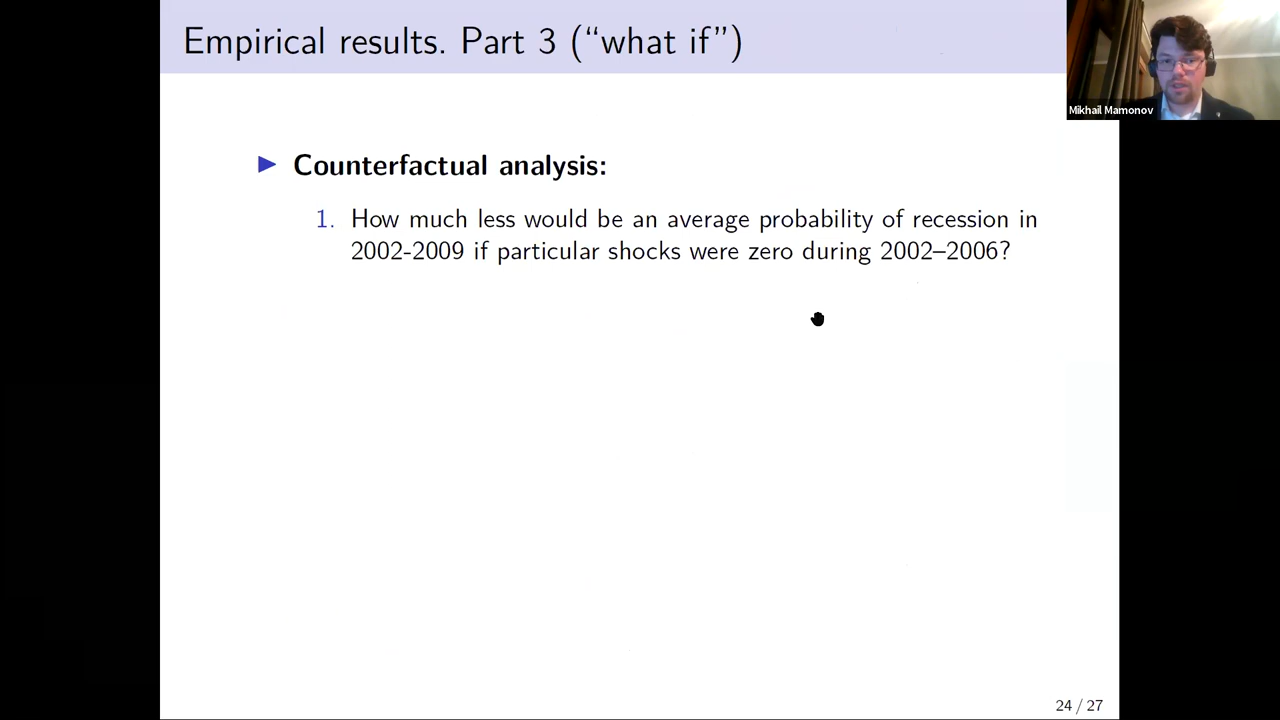 Empirical results. Part 3 (“what if”)
Mikhail Mamonov
▶ Counterfactual analysis:
1. How much less would be an average probability of recession in
2002-2009 if particular shocks were zero during 2002–2006?
24 / 27